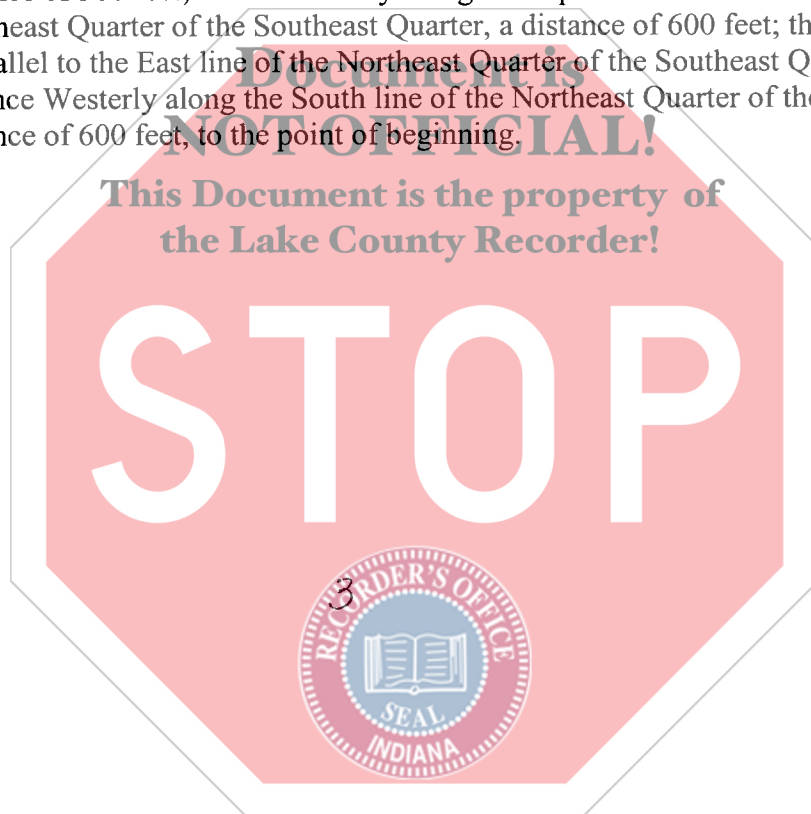 heast Quarter of the Southeast Quarter, a distance of 600 feet; th
allel to the East line of the Northeast Quarter of the Southeast Q
nce Westerly along the South line of the Northeast Quarter of the
nce of 600 feet, to the point of beginning.
Document is
NOT OFFICIAL!
This Document is the property of
the Lake County Recorder!
STOP
3
RECORDER'S OFFICE
SEAL
INDIANA